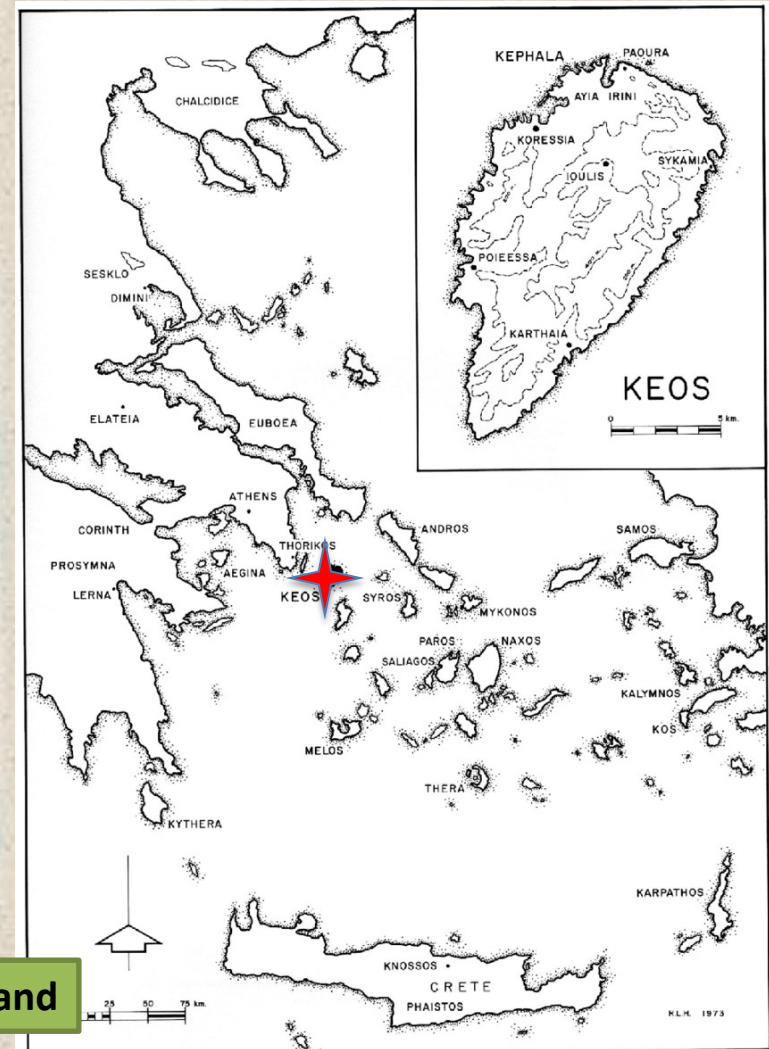 CHALCIDICE
SESKLO
DIMINI
ELATEIA
EUBOEA
ATHENS
CORINTH
THORIKOS
ANDROS
SAMOS
PROSYMNA
AEGINA
LERNA
KEOS
SYROS
MYKONOS
PAROS
NAXOS
SALIAGOS
KALYMNOS
KOS
MELOS
THERA
KYTHERA
KARPATHOS
KNOSSOS
CRETE
PHAISTOS
and
25 50 75 km.
H.L.H. 1973
KEPHALA
PAOURA
AYIA IRINI
KORESSIA
SYKAMIA
IOULIS
POIEESSA
KARTHAIA
KEOS
0 5 km.